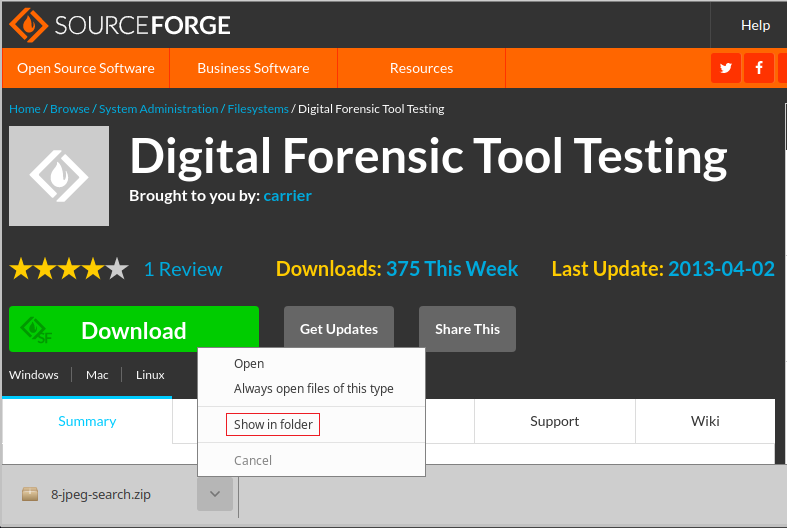 SOURCEFORGE
Help
Open Source Software Business Software Resources
Home / Browse / System Administration / Filesystems / Digital Forensic Tool Testing
Digital Forensic Tool Testing
Brought to you by: carrier
1 Review Downloads: 375 This Week Last Update: 2013-04-02
SF Download Get Updates Share This
Windows Mac Linux
Open
Always open files of this type
Show in folder
Cancel
Summary Support Wiki
8-jpeg-search.zip